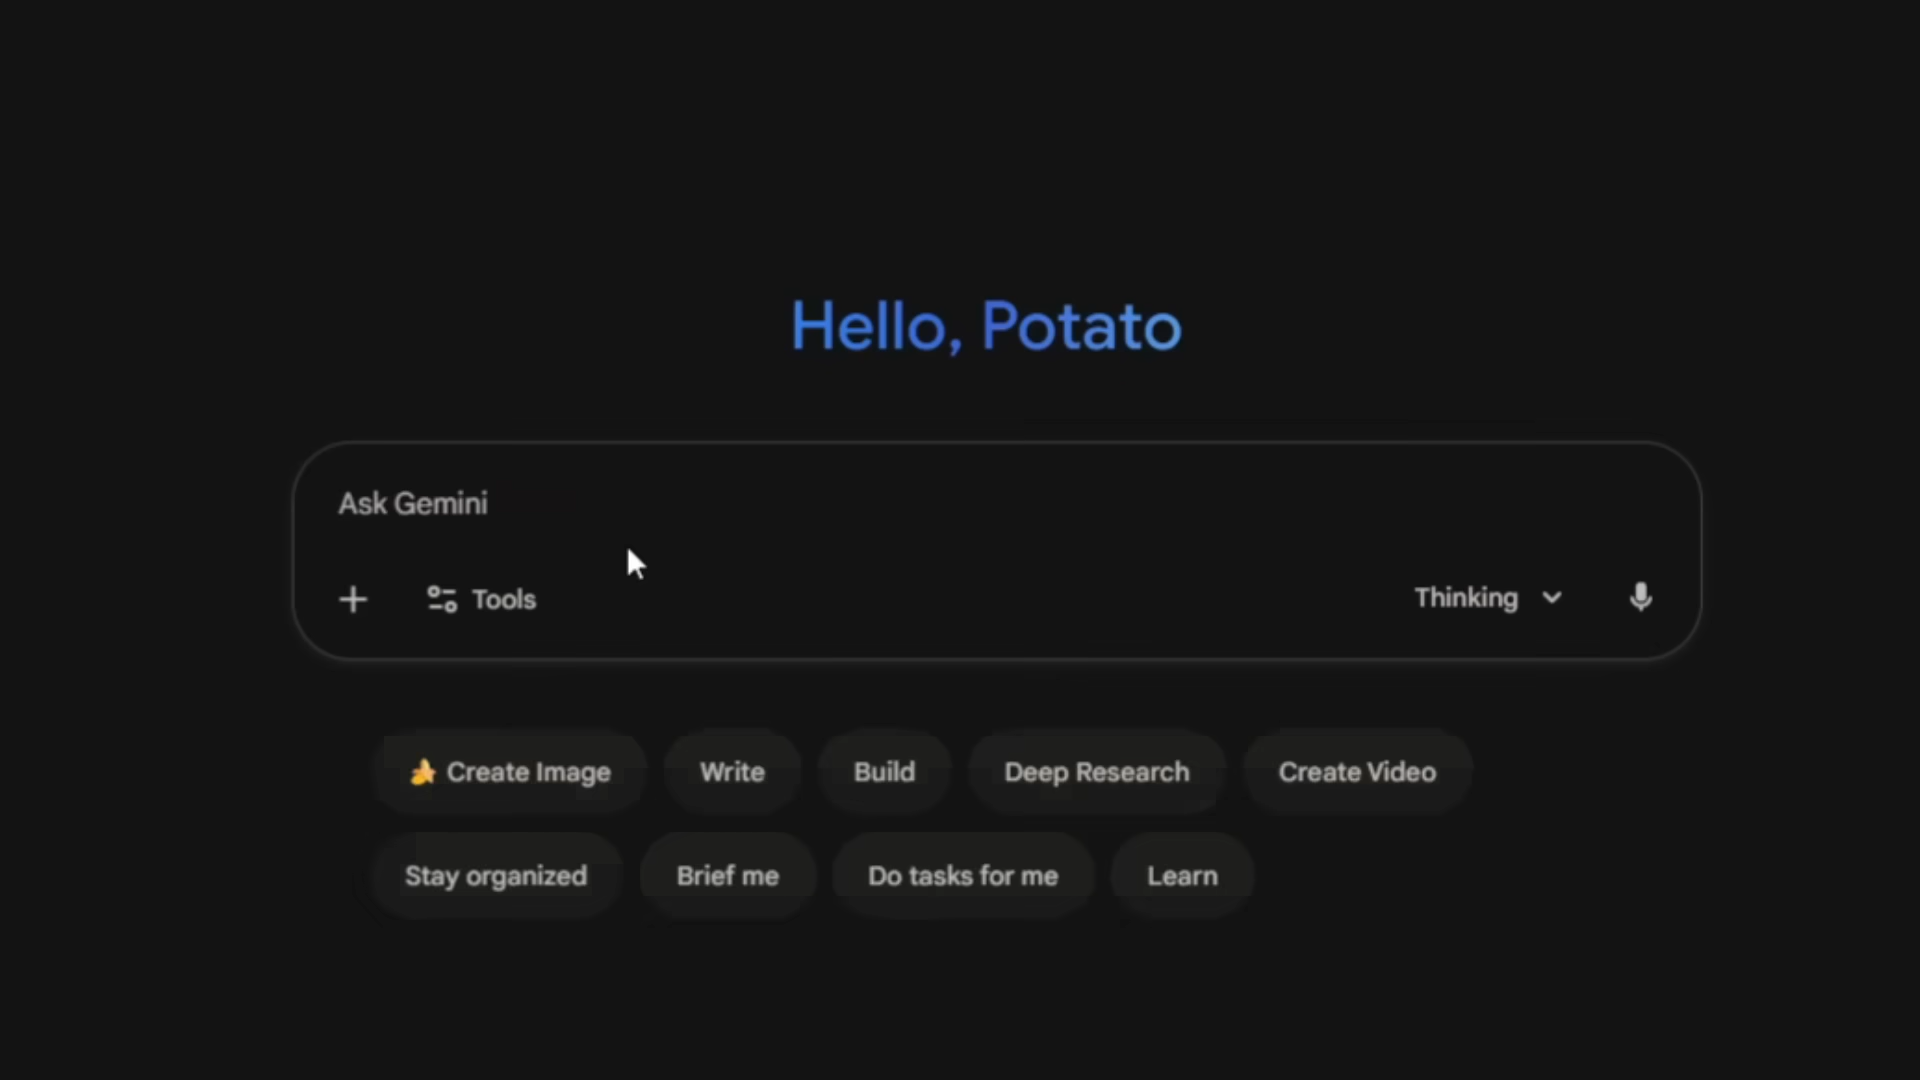 Hello, Potato
Ask Gemini
Tools
Thinking
Create Image
Write
Build
Deep Research
Create Video
Stay organized
Brief me
Do tasks for me
Learn